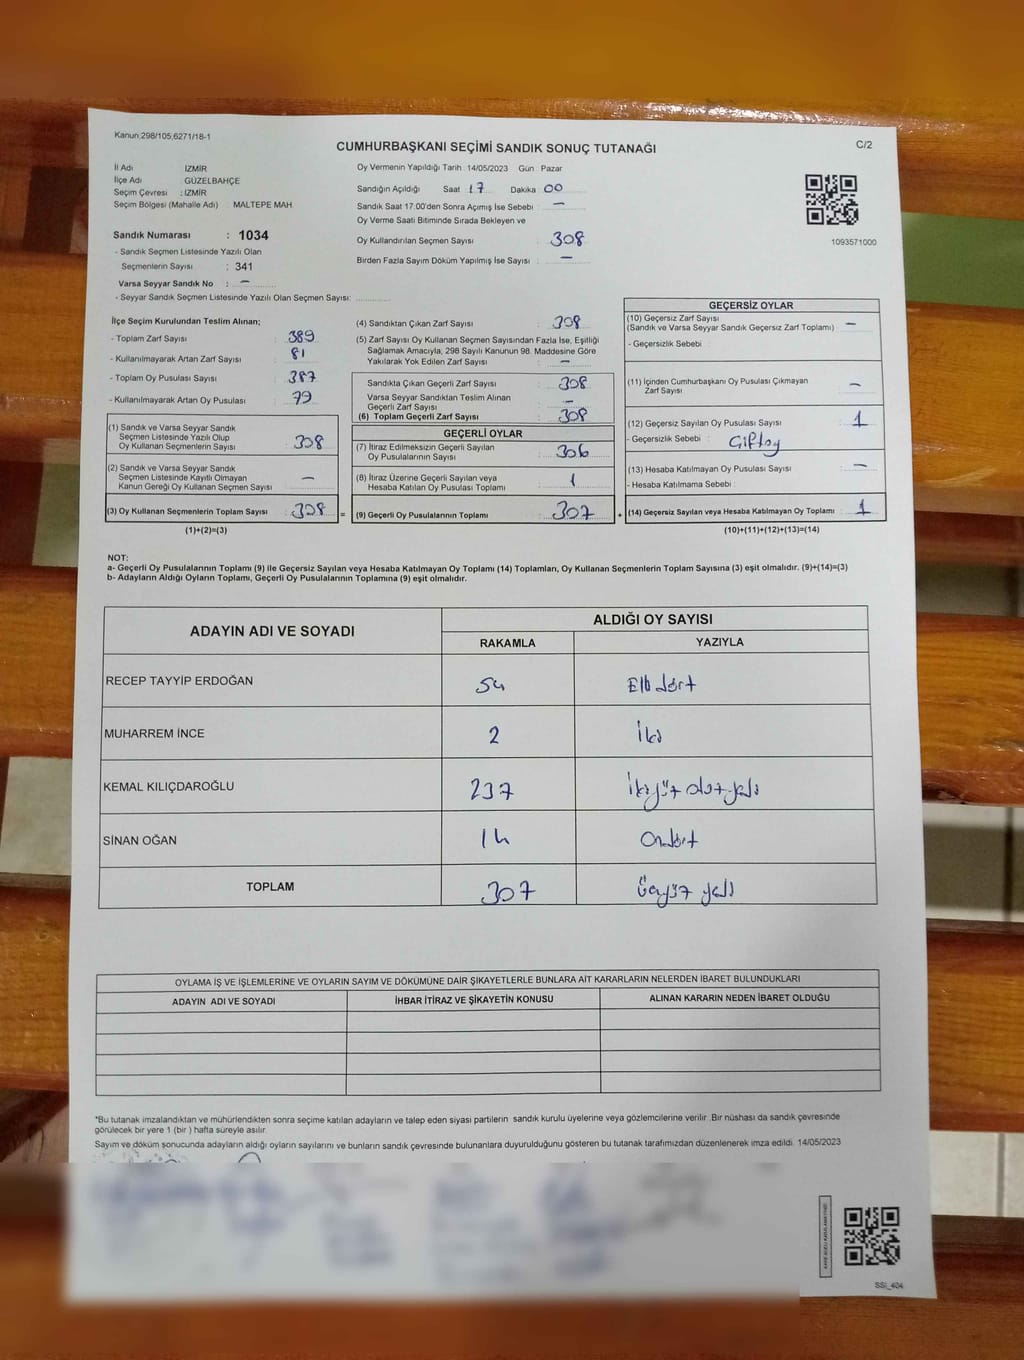 Kanun,298/105,6271/18-1
CUMHURBAŞKANI SEÇİMİ SANDIK SONUÇ TUTANAĞI
C/2
İl Adı İZMİR
İlçe Adı GÜZELBAHÇE
Seçim Çevresi : İZMİR
Seçim Bölgesi (Mahalle Adı) : MALTEPE MAH.
Sandık Numarası : 1034
- Sandık Seçmen Listesinde Yazılı Olan
Seçmenlerin Sayısı : 341
Varsa Seyyar Sandık No : -
- Seyyar Sandık Seçmen Listesinde Yazılı Olan Seçmen Sayısı:
Oy Vermenin Yapıldığı Tarih 14/05/2023 Gün Pazar
Sandığın Açıldığı Saat 17 Dakika 00
Sandık Saat 17.00'den Sonra Açımış İse Sebebi : -
Oy Verme Saati Bitiminde Sırada Bekleyen ve
Oy Kullandırılan Seçmen Sayısı : 308
Birden Fazla Sayım Döküm Yapılmış İse Sayısı : -
1093571000
İlçe Seçim Kurulundan Teslim Alınan;
- Toplam Zarf Sayısı : 389
- Kullanılmayarak Artan Zarf Sayısı : 81
- Toplam Oy Pusulası Sayısı : 387
- Kullanılmayarak Artan Oy Pusulası : 79
(1) Sandık ve Varsa Seyyar Sandık
Seçmen Listesinde Yazılı Olup
Oy Kullanan Seçmenlerin Sayısı : 308
(2) Sandık ve Varsa Seyyar Sandık
Seçmen Listesinde Kayıtlı Olmayan
Kanun Gereği Oy Kullanan Seçmen Sayısı : -
(3) Oy Kullanan Seçmenlerin Toplam Sayısı : 308 =
(1)+(2)=(3)
(4) Sandıktan Çıkan Zarf Sayısı : 308
(5) Zarf Sayısı Oy Kullanan Seçmen Sayısından Fazla İse, Eşitliği
Sağlamak Amacıyla; 298 Sayılı Kanunun 98. Maddesine Göre
Yakılarak Yok Edilen Zarf Sayısı : -
Sandıkta Çıkan Geçerli Zarf Sayısı : 308
Varsa Seyyar Sandıktan Teslim Alınan
Geçerli Zarf Sayısı : -
(6) Toplam Geçerli Zarf Sayısı : 308
GEÇERLİ OYLAR
(7) İtiraz Edilmeksizin Geçerli Sayılan
Oy Pusulalarının Sayısı : 306
(8) İtiraz Üzerine Geçerli Sayılan veya
Hesaba Katılan Oy Pusulası Toplamı : 1
(9) Geçerli Oy Pusulalarının Toplamı : 307 +
GEÇERSİZ OYLAR
(10) Geçersiz Zarf Sayısı
(Sandık ve Varsa Seyyar Sandık Geçersiz Zarf Toplamı) : -
- Geçersizlik Sebebi :
(11) İçinden Cumhurbaşkanı Oy Pusulası Çıkmayan
Zarf Sayısı : -
(12) Geçersiz Sayılan Oy Pusulası Sayısı : 1
- Geçersizlik Sebebi : Çiftoy
(13) Hesaba Katılmayan Oy Pusulası Sayısı : -
- Hesaba Katılmama Sebebi :
(14) Geçersiz Sayılan veya Hesaba Katılmayan Oy Toplamı : 1
(10)+(11)+(12)+(13)=(14)
NOT:
a- Geçerli Oy Pusulalarının Toplamı (9) ile Geçersiz Sayılan veya Hesaba Katılmayan Oy Toplamı (14) Toplamları, Oy Kullanan Seçmenlerin Toplam Sayısına (3) eşit olmalıdır. (9)+(14)=(3)
b- Adayların Aldığı Oyların Toplamı, Geçerli Oy Pusulalarının Toplamına (9) eşit olmalıdır.
ADAYIN ADI VE SOYADI
ALDIĞI OY SAYISI
RAKAMLA YAZIYLA
RECEP TAYYİP ERDOĞAN 54 Elli dört
MUHARREM İNCE 2 İki
KEMAL KILIÇDAROĞLU 237 İkiyüz otuz yedi
SİNAN OĞAN 14 Ondört
TOPLAM 307 Üçyüz yedi
OYLAMA İŞ VE İŞLEMLERİNE VE OYLARIN SAYIM VE DÖKÜMÜNE DAİR ŞİKAYETLERLE BUNLARA AİT KARARLARIN NELERDEN İBARET BULUNDUKLARI
ADAYIN ADI VE SOYADI İHBAR İTİRAZ VE ŞİKAYETİN KONUSU ALINAN KARARIN NEDEN İBARET OLDUĞU
*Bu tutanak imzalandıktan ve mühürlendikten sonra seçime katılan adayların ve talep eden siyasi partilerin sandık kurulu üyelerine veya gözlemcilerine verilir. Bir nüshası da sandık çevresinde
görülecek bir yere 1 (bir) hafta süreyle asılır.
Sayım ve döküm sonucunda adayların aldığı oyların sayılarını ve bunların sandık çevresinde bulunanlara duyurulduğunu gösteren bu tutanak tarafımızdan düzenlenerek imza edildi. 14/05/2023
SSİ_404